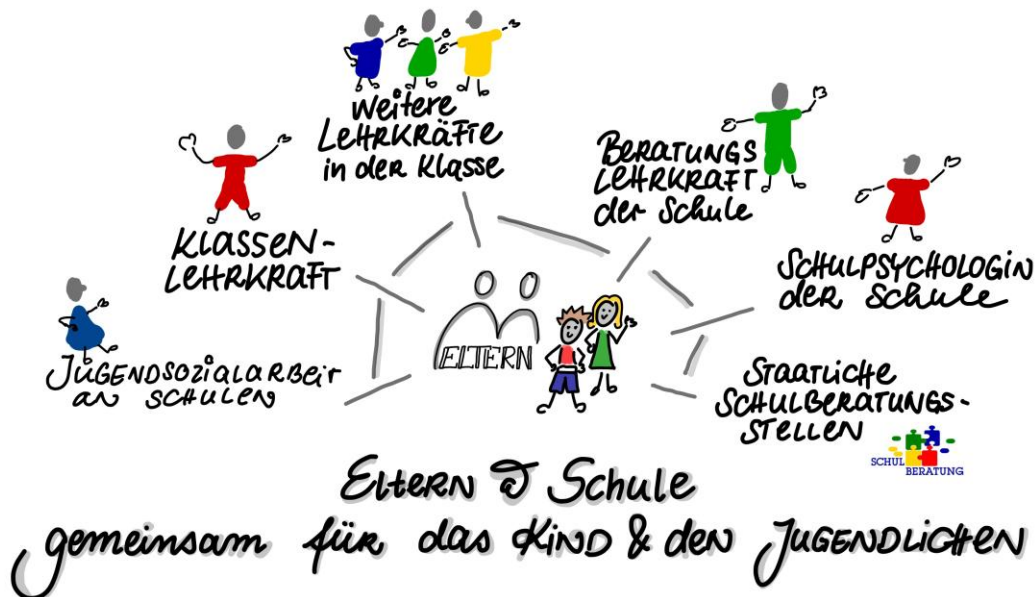 Weitere
Lehrkräfte
in der Klasse
Klassen-
lehrkraft
Jugendsozialarbeit
an Schulen
Beratungs
lehrkraft
der Schule
Schulpsychologin
der Schule
Staatliche
Schulberatungs-
stellen
SCHUL
BERATUNG
ELTERN
Eltern & Schule
gemeinsam für das Kind & den Jugendlichen